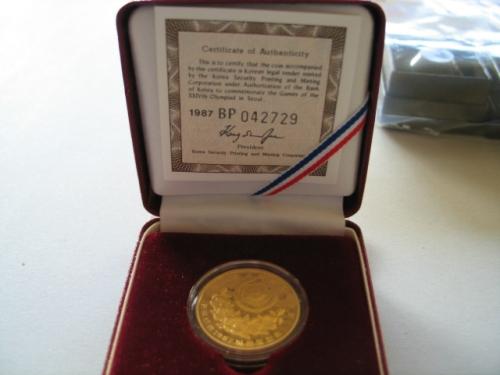 Certificate of Authenticity
This is to certify that the coin accompanied
by the certificate is Korean legal tender minted
by the Korea Security Printing and Minting
Corporation under Authorization of the Bank
of Korea to commemorate the Games of the
XXIVth Olympiad in Seoul.
1987 BP 042729
President
Korea Security Printing and Minting Corporation